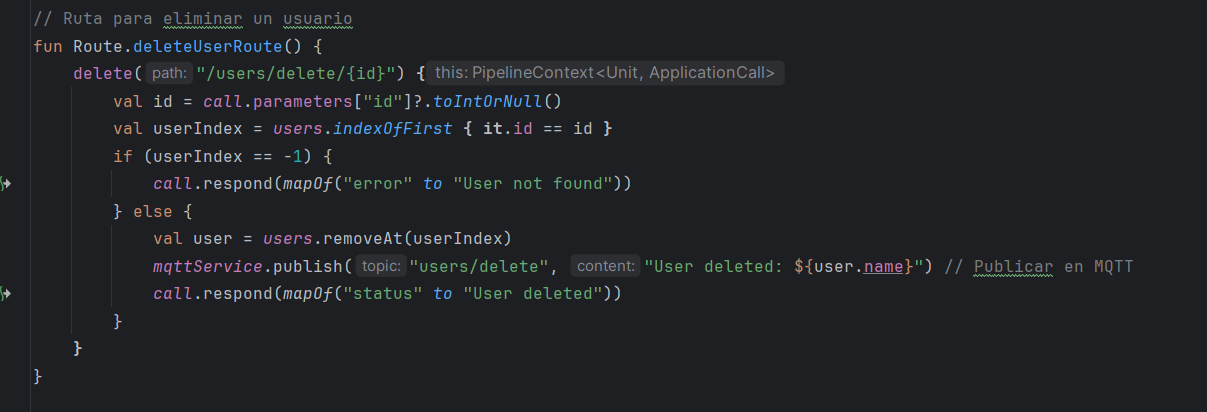 // Ruta para eliminar un usuario
fun Route.deleteUserRoute() {
    delete( path: "/users/delete/{id}") { this: PipelineContext<Unit, ApplicationCall>
        val id = call.parameters["id"]?.toIntOrNull()
        val userIndex = users.indexOfFirst { it.id == id }
        if (userIndex == -1) {
            call.respond(mapOf("error" to "User not found"))
        } else {
            val user = users.removeAt(userIndex)
            mqttService.publish( topic: "users/delete", content: "User deleted: ${user.name}") // Publicar en MQTT
            call.respond(mapOf("status" to "User deleted"))
        }
    }
}